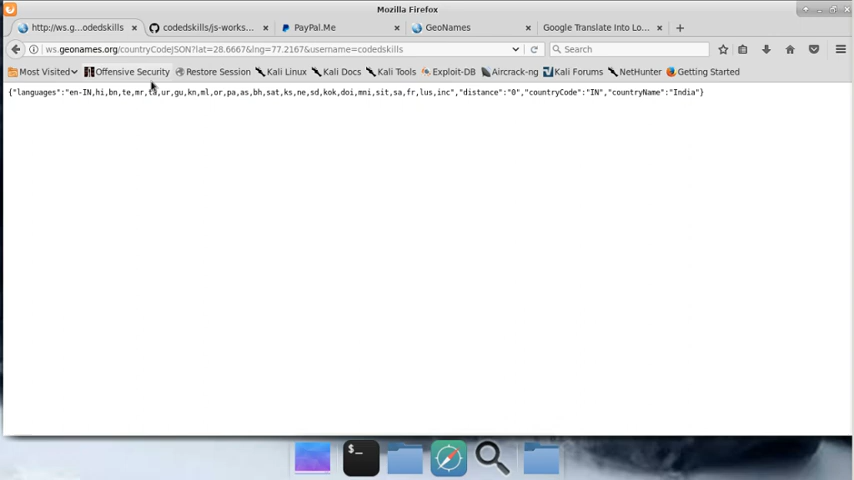 Mozilla Firefox
http://ws.g...odedskills
codedskills/js-works...
PayPal.Me
GeoNames
Google Translate Into Lo...
ws.geonames.org/countryCodeJSON?lat=28.6667&lng=77.2167&username=codedskills
Search
Most Visited
Offensive Security
Restore Session
Kali Linux
Kali Docs
Kali Tools
Exploit-DB
Aircrack-ng
Kali Forums
NetHunter
Getting Started
{"languages":"en-IN,hi,bn,te,mr,ta,ur,gu,kn,ml,or,pa,as,bh,sat,ks,ne,sd,kok,doi,mni,sit,sa,fr,lus,inc","distance":"0","countryCode":"IN","countryName":"India"}
$_